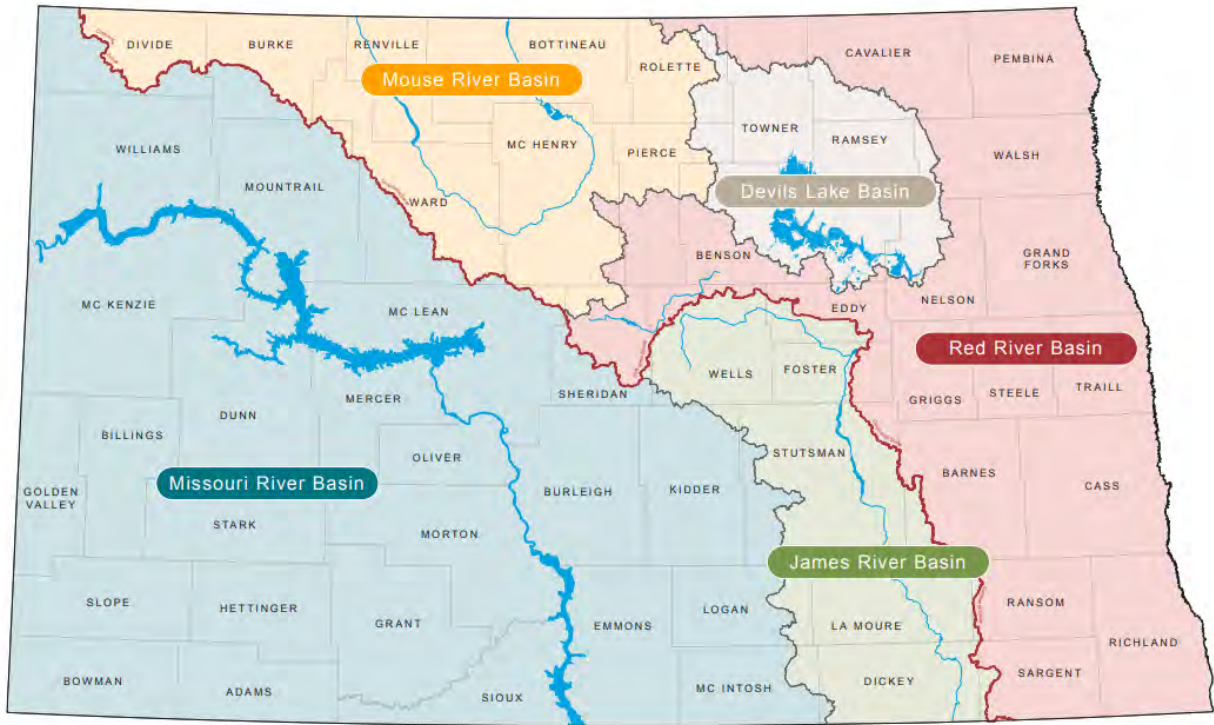 DIVIDE
BURKE
RENVILLE
BOTTINEAU
ROLETTE
CAVALIER
PEMBINA
Mouse River Basin
TOWNER
RAMSEY
WALSH
WILLIAMS
MOUNTRAIL
MC HENRY
PIERCE
WARD
Devils Lake Basin
BENSON
GRAND
FORKS
NELSON
MC KENZIE
MC LEAN
EDDY
Red River Basin
WELLS
FOSTER
GRIGGS
STEELE
TRAILL
SHERIDAN
MERCER
DUNN
BILLINGS
OLIVER
STUTSMAN
BARNES
CASS
Missouri River Basin
GOLDEN
VALLEY
STARK
BURLEIGH
KIDDER
MORTON
James River Basin
SLOPE
HETTINGER
GRANT
EMMONS
LOGAN
LA MOURE
RANSOM
RICHLAND
BOWMAN
ADAMS
SIOUX
MC INTOSH
DICKEY
SARGENT